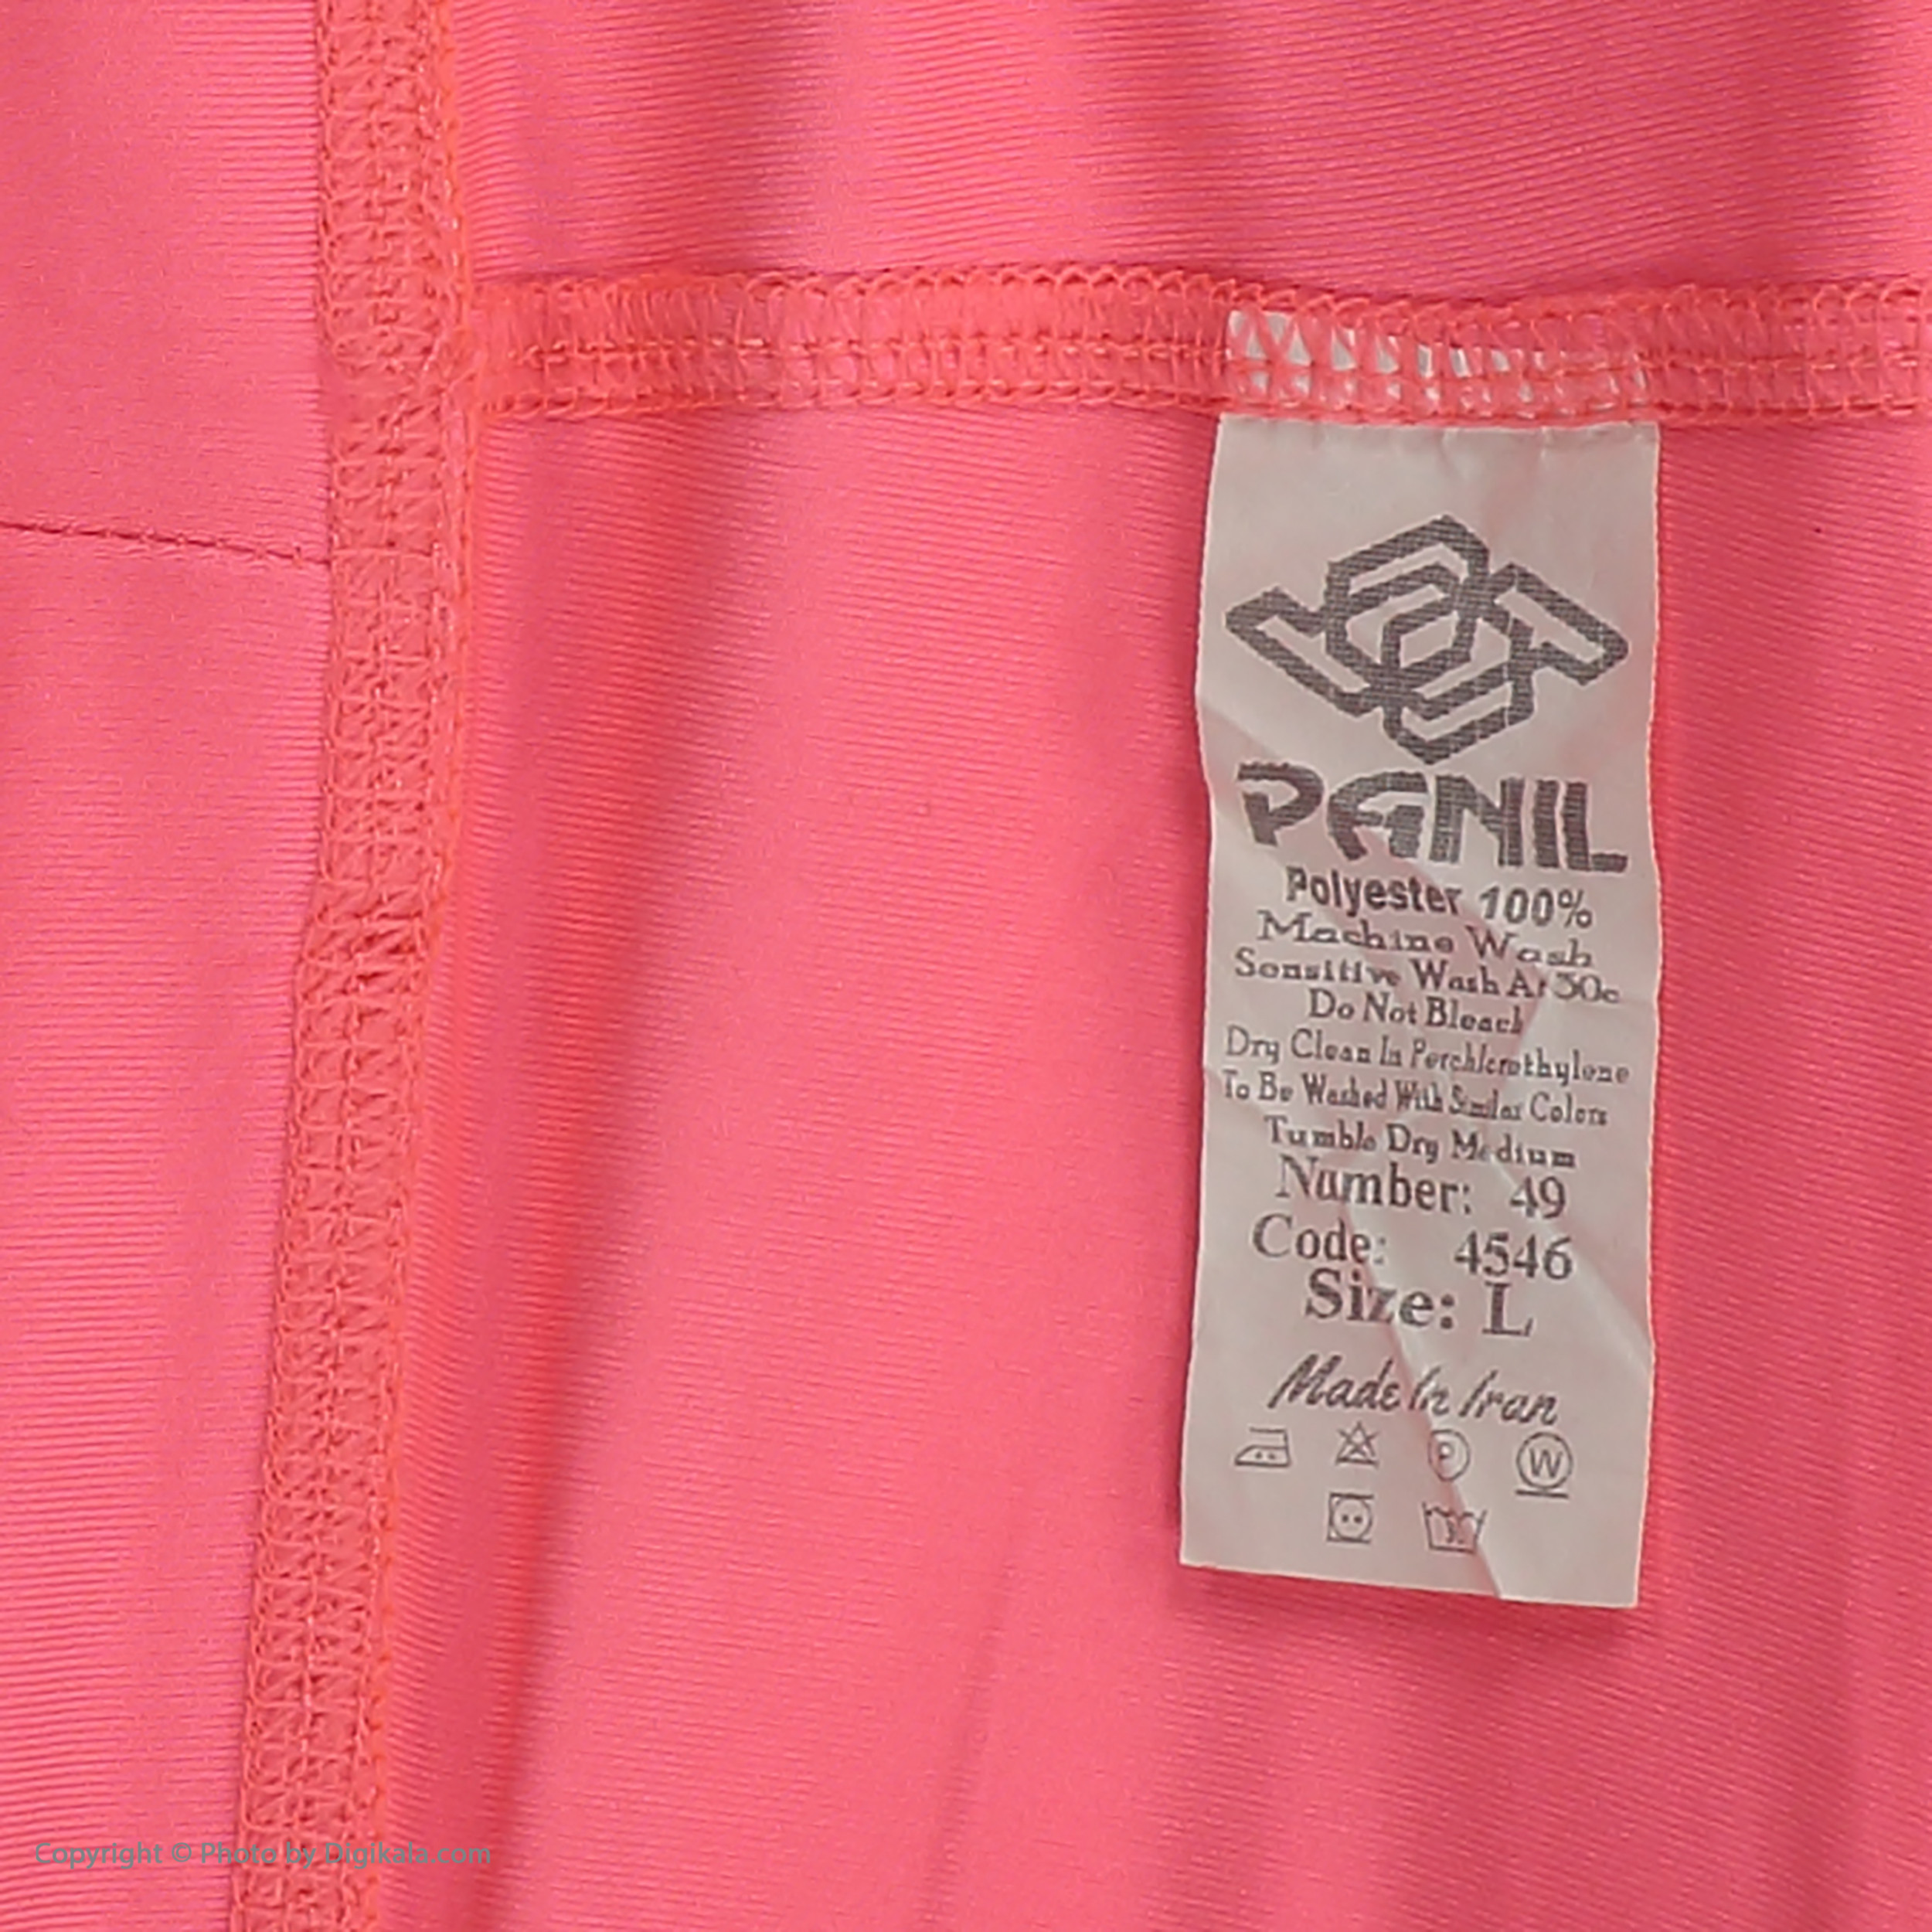 PANIL
Polyester 100%
Machine Wash
Sensitive Wash At 30c
Do Not Bleach
Dry Clean In Perchlorothylene
To Be Washed With Similar Colors
Tumble Dry Medium
Number: 49
Code: 4546
Size: L
Made In Iran
P W
Copyright © Photo by Digikala.com